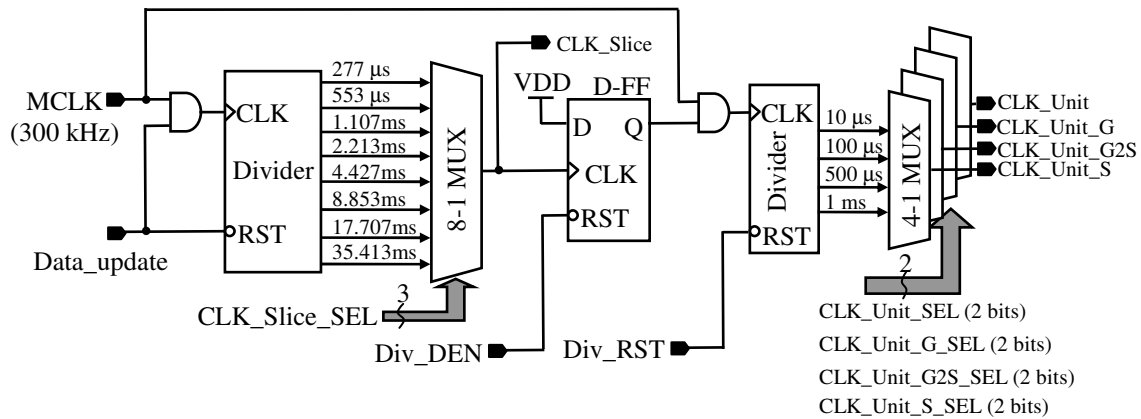 MCLK
(300 kHz)
Data_update
CLK
Divider
RST
277 µs
553 µs
1.107ms
2.213ms
4.427ms
8.853ms
17.707ms
35.413ms
8-1 MUX
3
CLK_Slice_SEL
CLK_Slice
VDD
D-FF
D
Q
CLK
RST
Div_DEN
Div_RST
CLK
Divider
RST
10 µs
100 µs
500 µs
1 ms
4-1 MUX
2
CLK_Unit
CLK_Unit_G
CLK_Unit_G2S
CLK_Unit_S
CLK_Unit_SEL (2 bits)
CLK_Unit_G_SEL (2 bits)
CLK_Unit_G2S_SEL (2 bits)
CLK_Unit_S_SEL (2 bits)